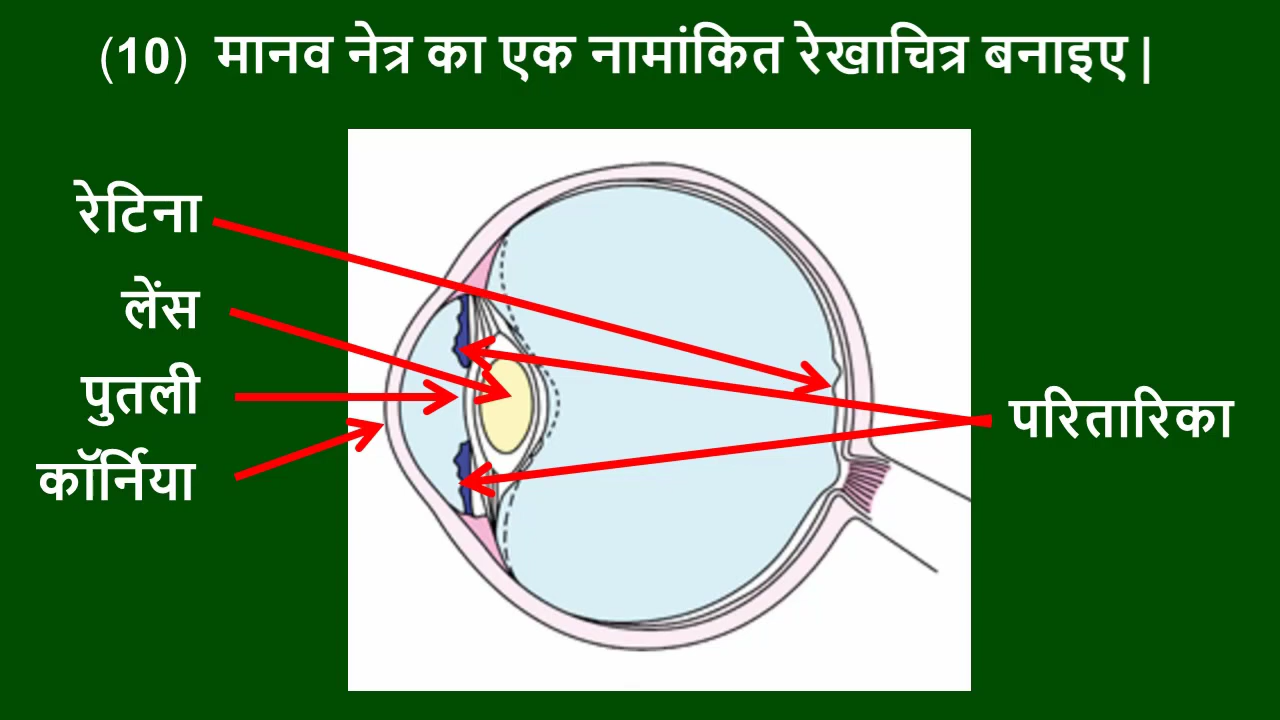 (10) मानव नेत्र का एक नामांकित रेखाचित्र बनाइए |
रेटिना
लेंस
पुतली
कॉर्निया
परितारिका